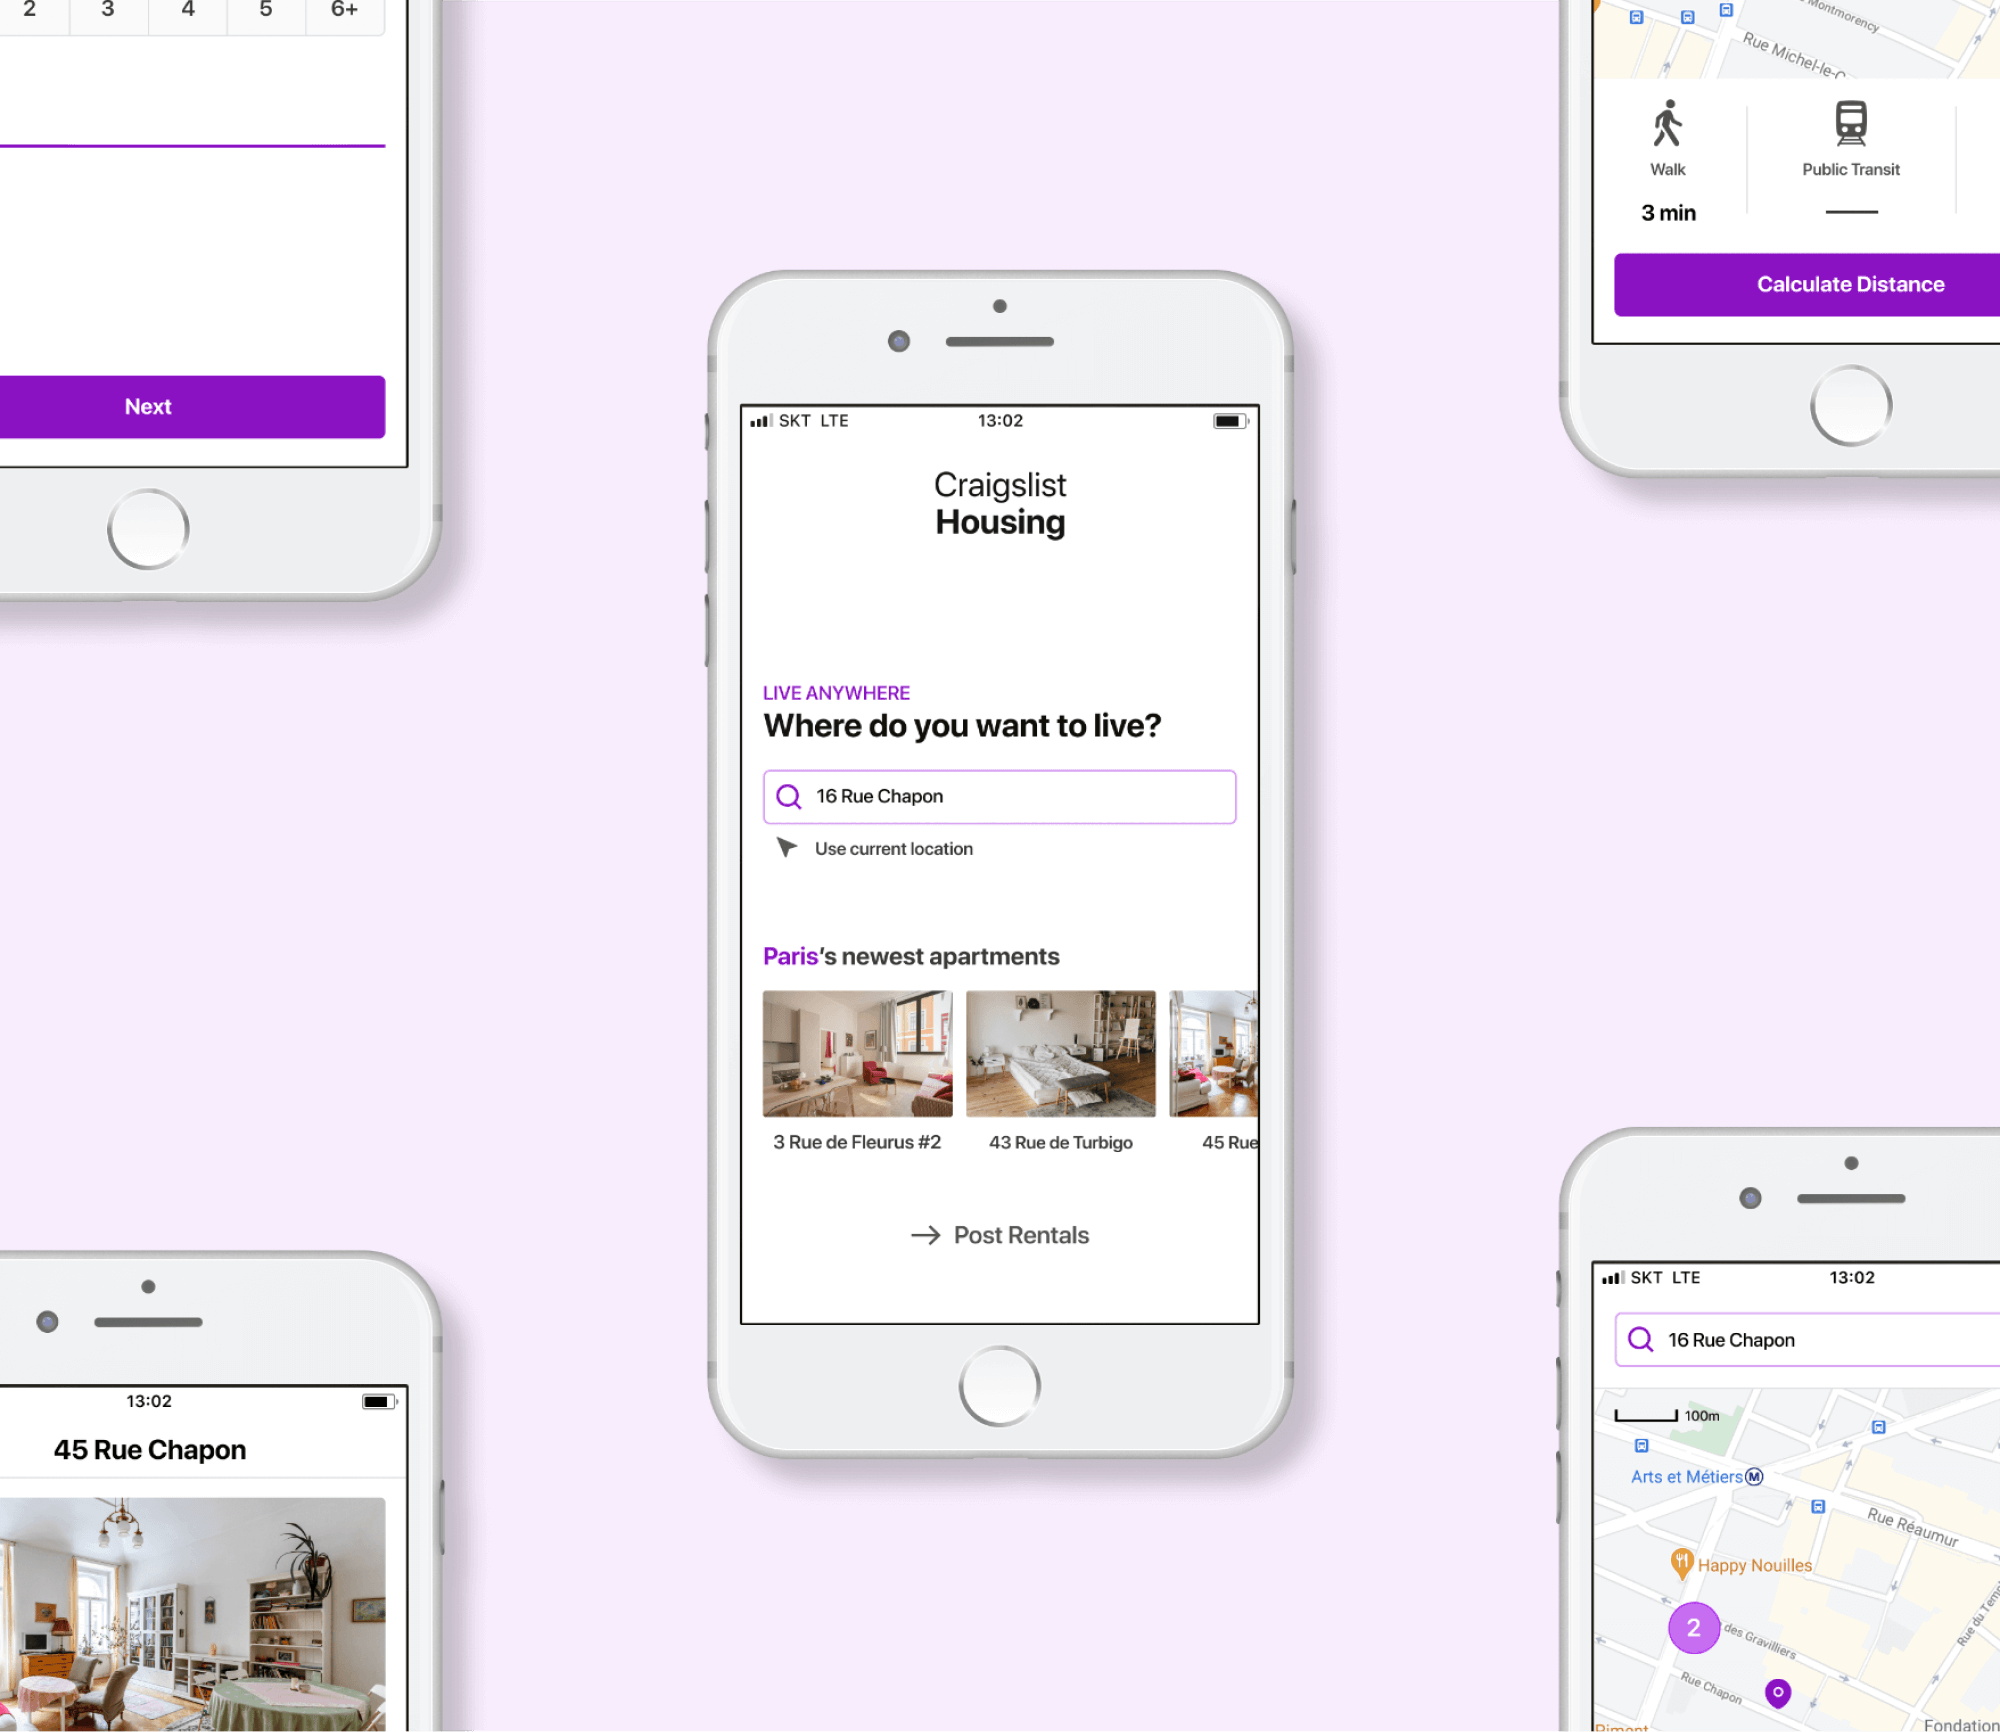 2 3 4 5 6+
Next
Montmorency
Rue Michel-le-C
Walk
Public Transit
3 min
Calculate Distance
SKT LTE 13:02
Craigslist
Housing
LIVE ANYWHERE
Where do you want to live?
16 Rue Chapon
Use current location
Paris's newest apartments
3 Rue de Fleurus #2
43 Rue de Turbigo
45 Rue
Post Rentals
13:02
45 Rue Chapon
SKT LTE 13:02
16 Rue Chapon
100m
Arts et Métiers M
Rue Réaumur
Happy Nouilles
2
des Gravilliers
Rue du Tem
Rue Chapon
Fondation
Piment